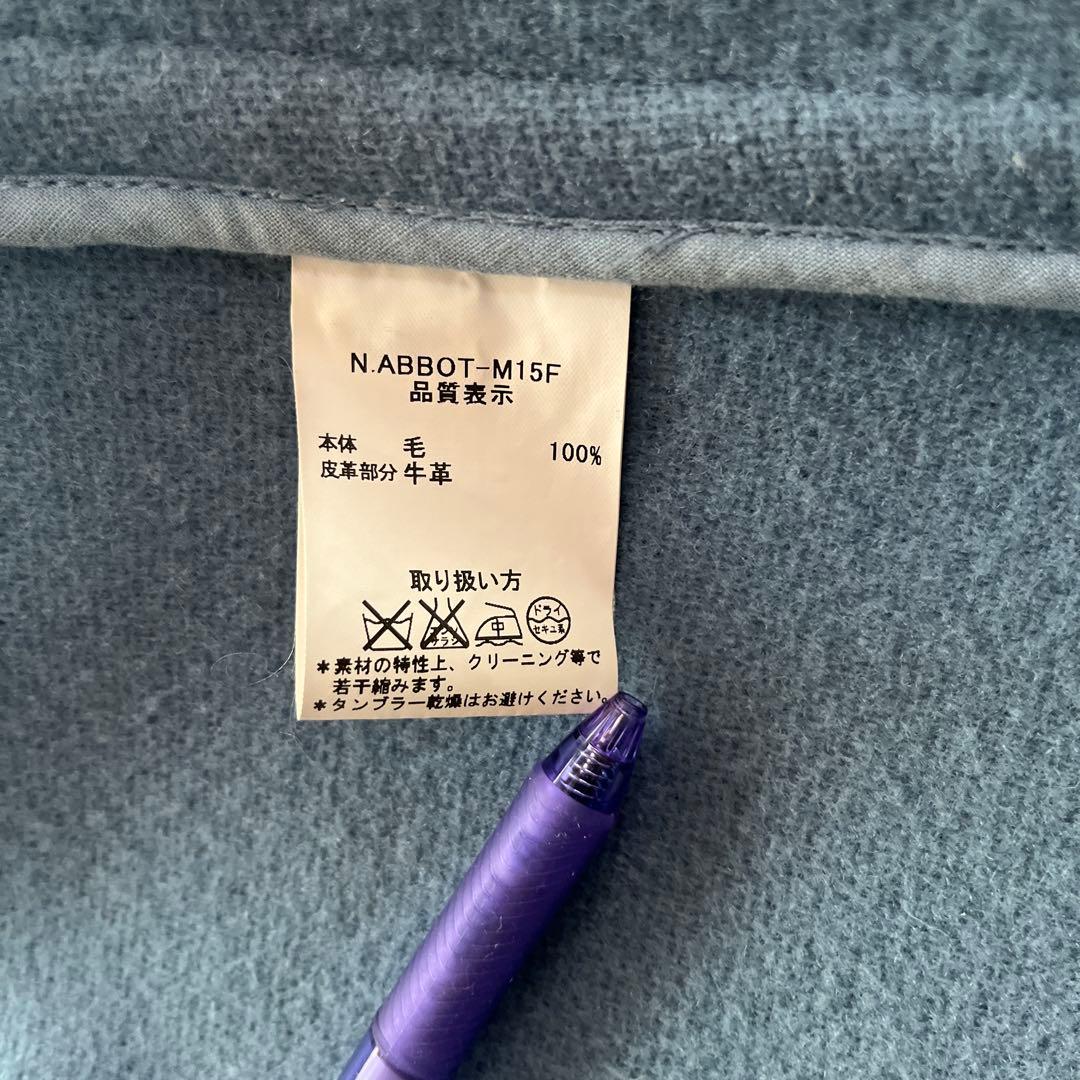 N.ABBOT-M15F
品質表示
本体 毛 100%
皮革部分 牛革
取り扱い方
中
ドライ
セキユ系
*素材の特性上、クリーニング等で
若干縮みます。
*タンブラー乾燥はお避けください。